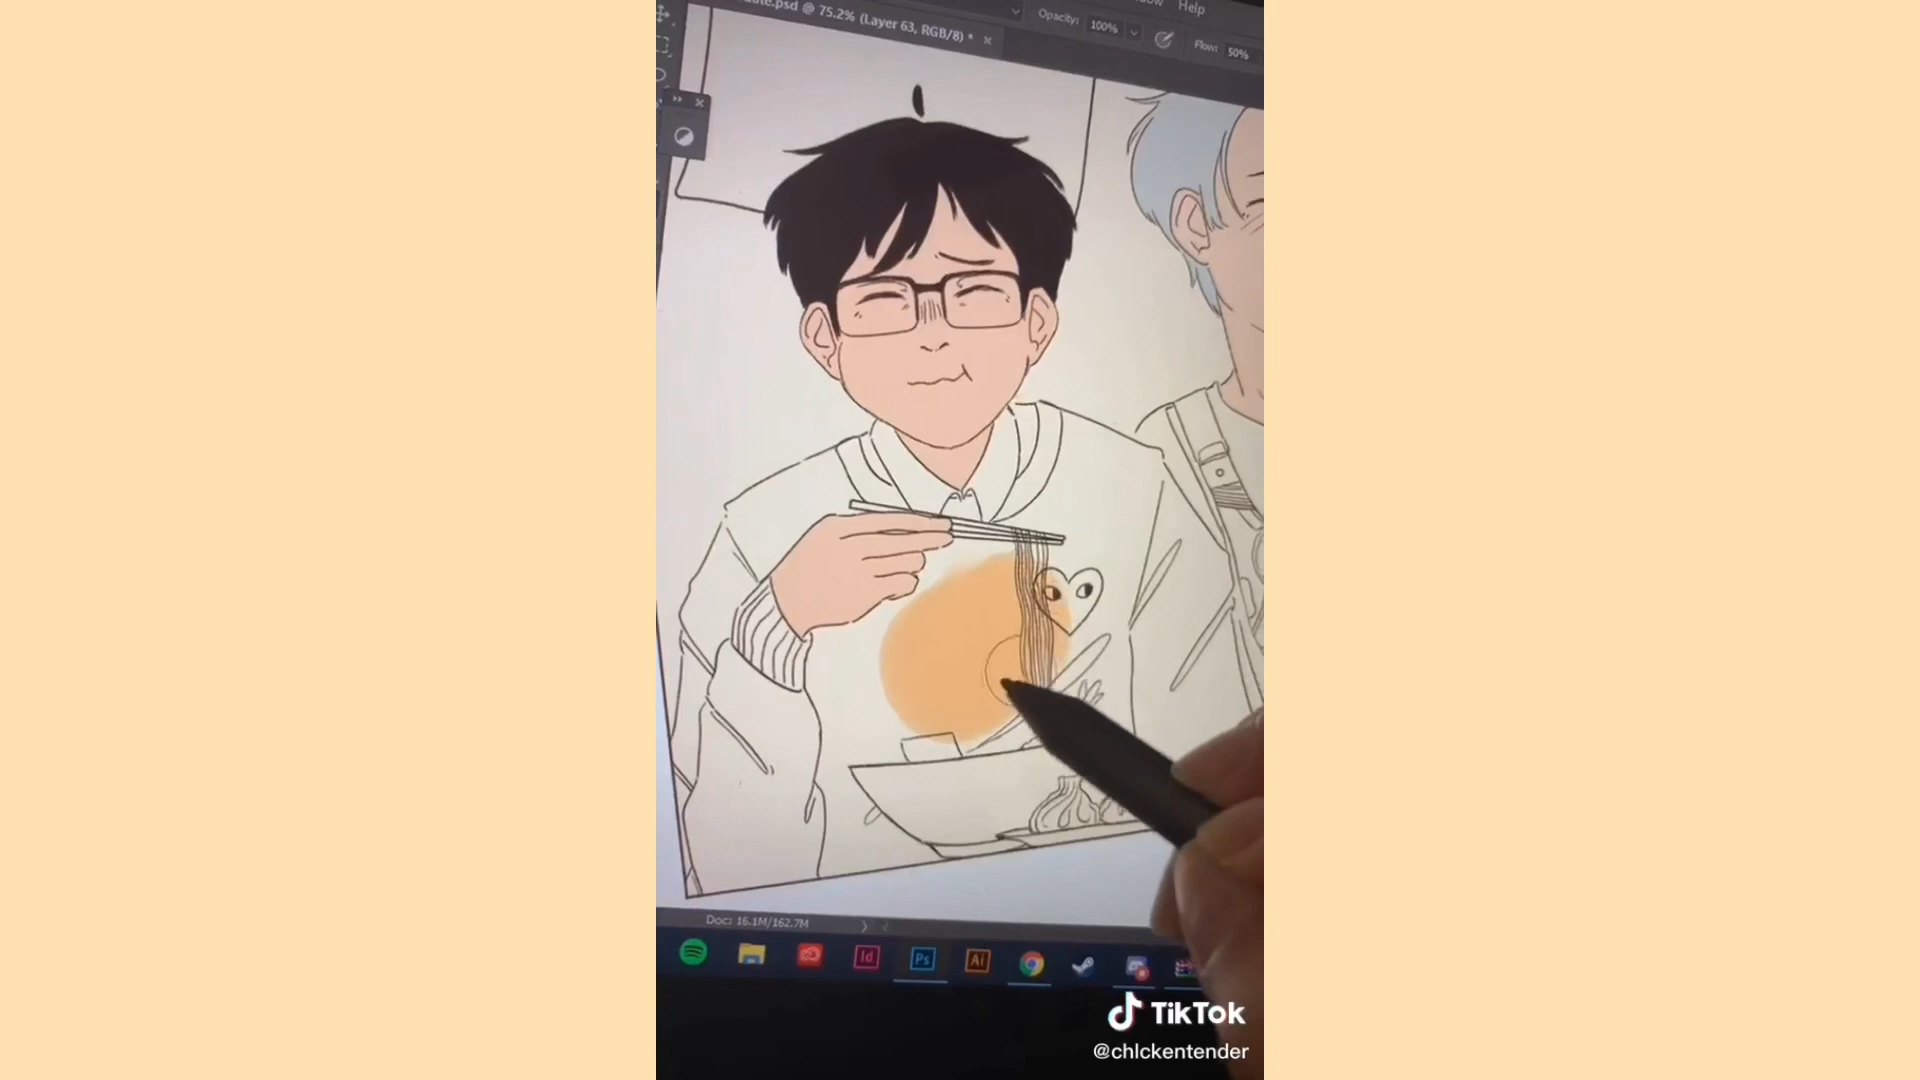 Help
.psd @ 75.2% (Layer 63, RGB/8) *
Opacity: 100%
Flow: 50%
Doc: 16.1M/162.7M
Id
Ps
Ai
TikTok
@chlckentender